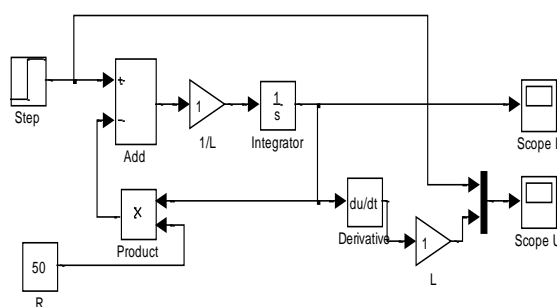 Step
+
-
Add
1
1/L
1
s
Integrator
Scope I
x
Product
50
R
du/dt
Derivative
1
L
Scope U